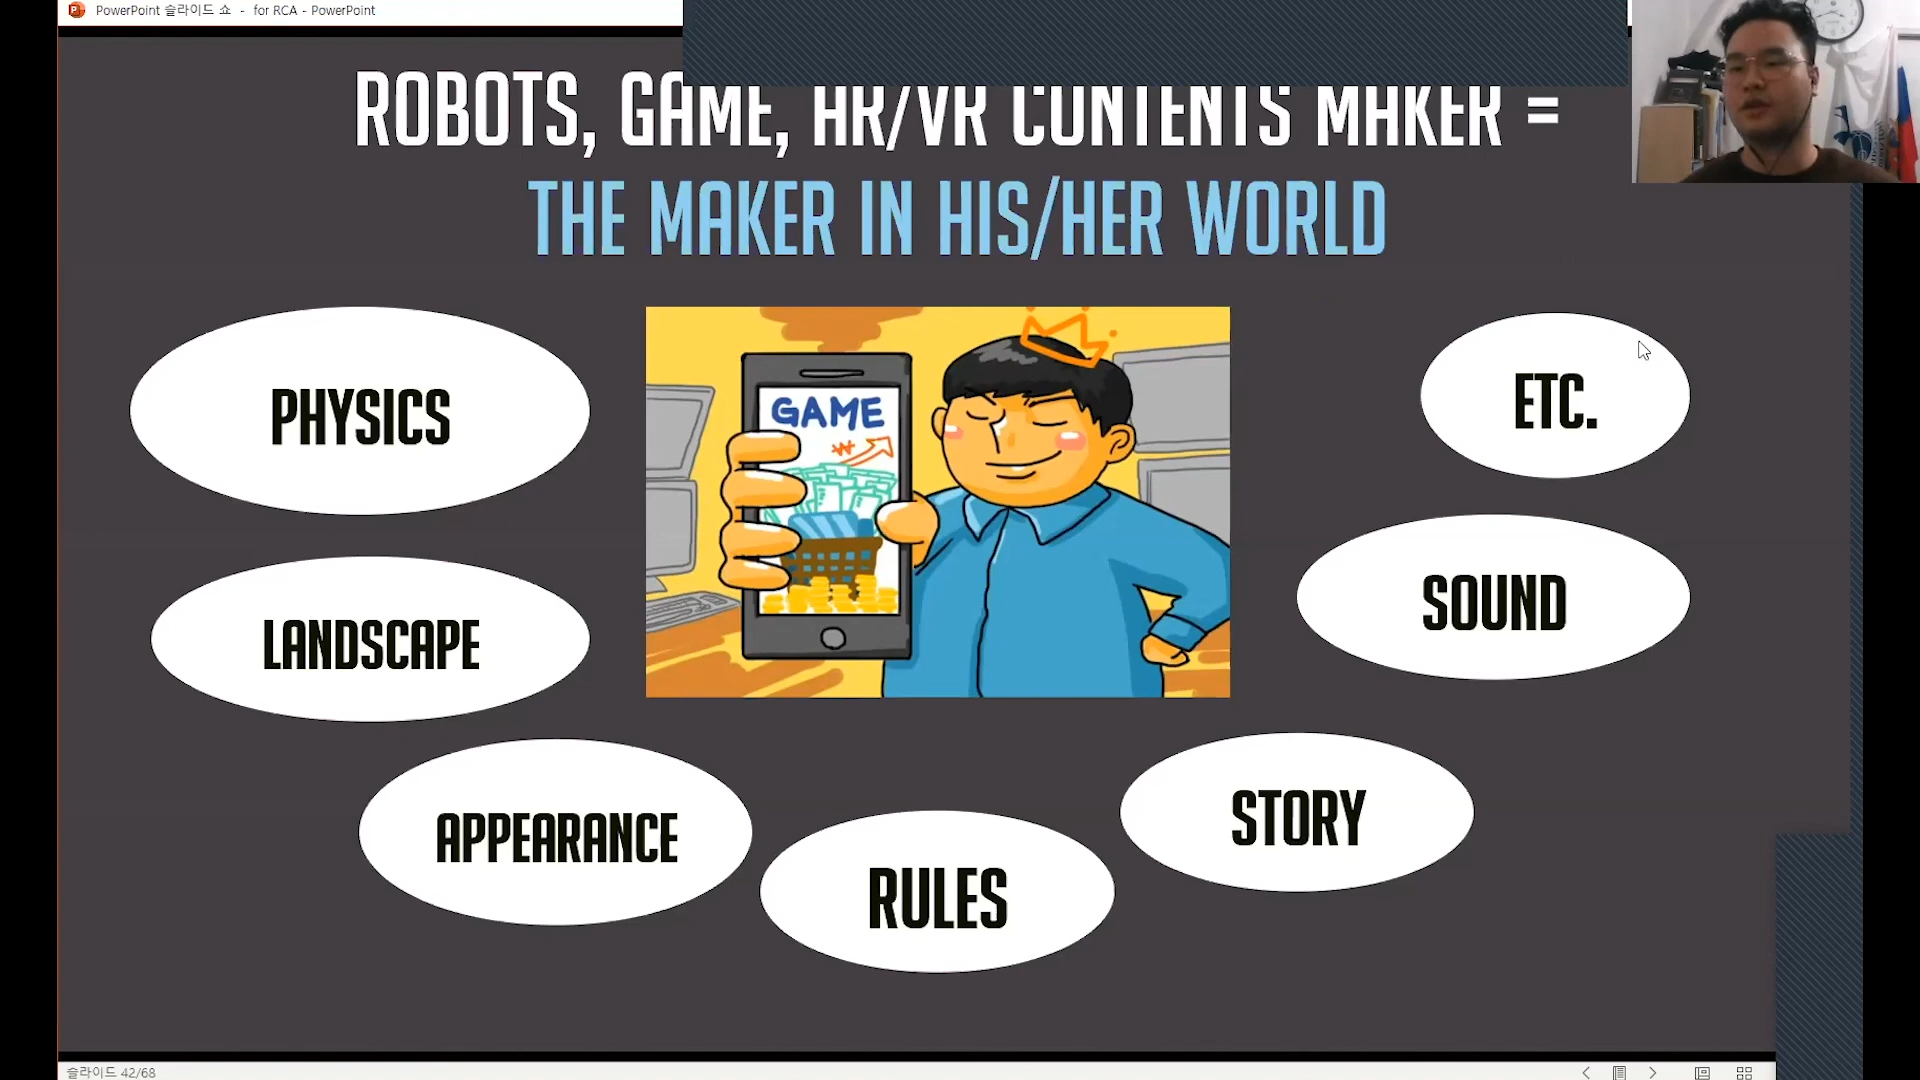 PowerPoint 슬라이드 쇼 - for RCA - PowerPoint
ROBOTS, GAME, AR/VR CONTENTS MAKER =
THE MAKER IN HIS/HER WORLD
PHYSICS
GAME
₩
ETC.
LANDSCAPE
SOUND
APPEARANCE
RULES
STORY
슬라이드 42/68